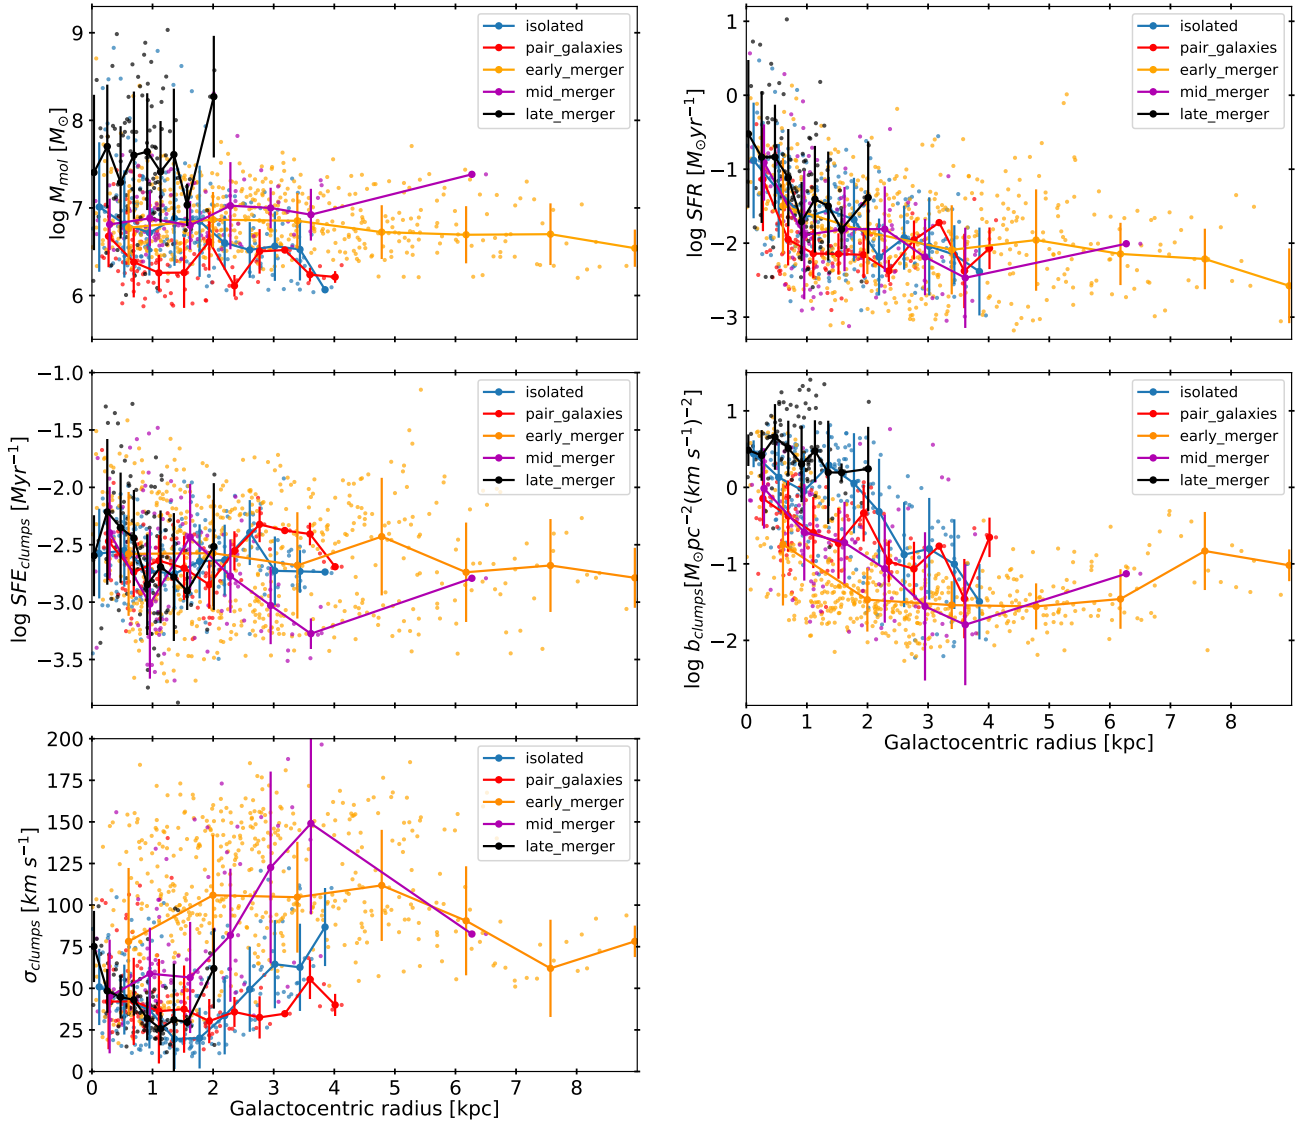 9
8
7
6
log M_mol [M_⊙]
isolated
pair_galaxies
early_merger
mid_merger
late_merger
1
0
−1
−2
−3
log SFR [M_⊙yr⁻¹]
isolated
pair_galaxies
early_merger
mid_merger
late_merger
−1.0
−1.5
−2.0
−2.5
−3.0
−3.5
log SFE_clumps [Myr⁻¹]
isolated
pair_galaxies
early_merger
mid_merger
late_merger
1
0
−1
−2
log b_clumps[M_⊙pc⁻²(km s⁻¹)⁻²)
isolated
pair_galaxies
early_merger
mid_merger
late_merger
0 1 2 3 4 5 6 7 8
Galactocentric radius [kpc]
200
175
150
125
100
75
50
25
0
σ_clumps [km s⁻¹]
isolated
pair_galaxies
early_merger
mid_merger
late_merger
0 1 2 3 4 5 6 7 8
Galactocentric radius [kpc]